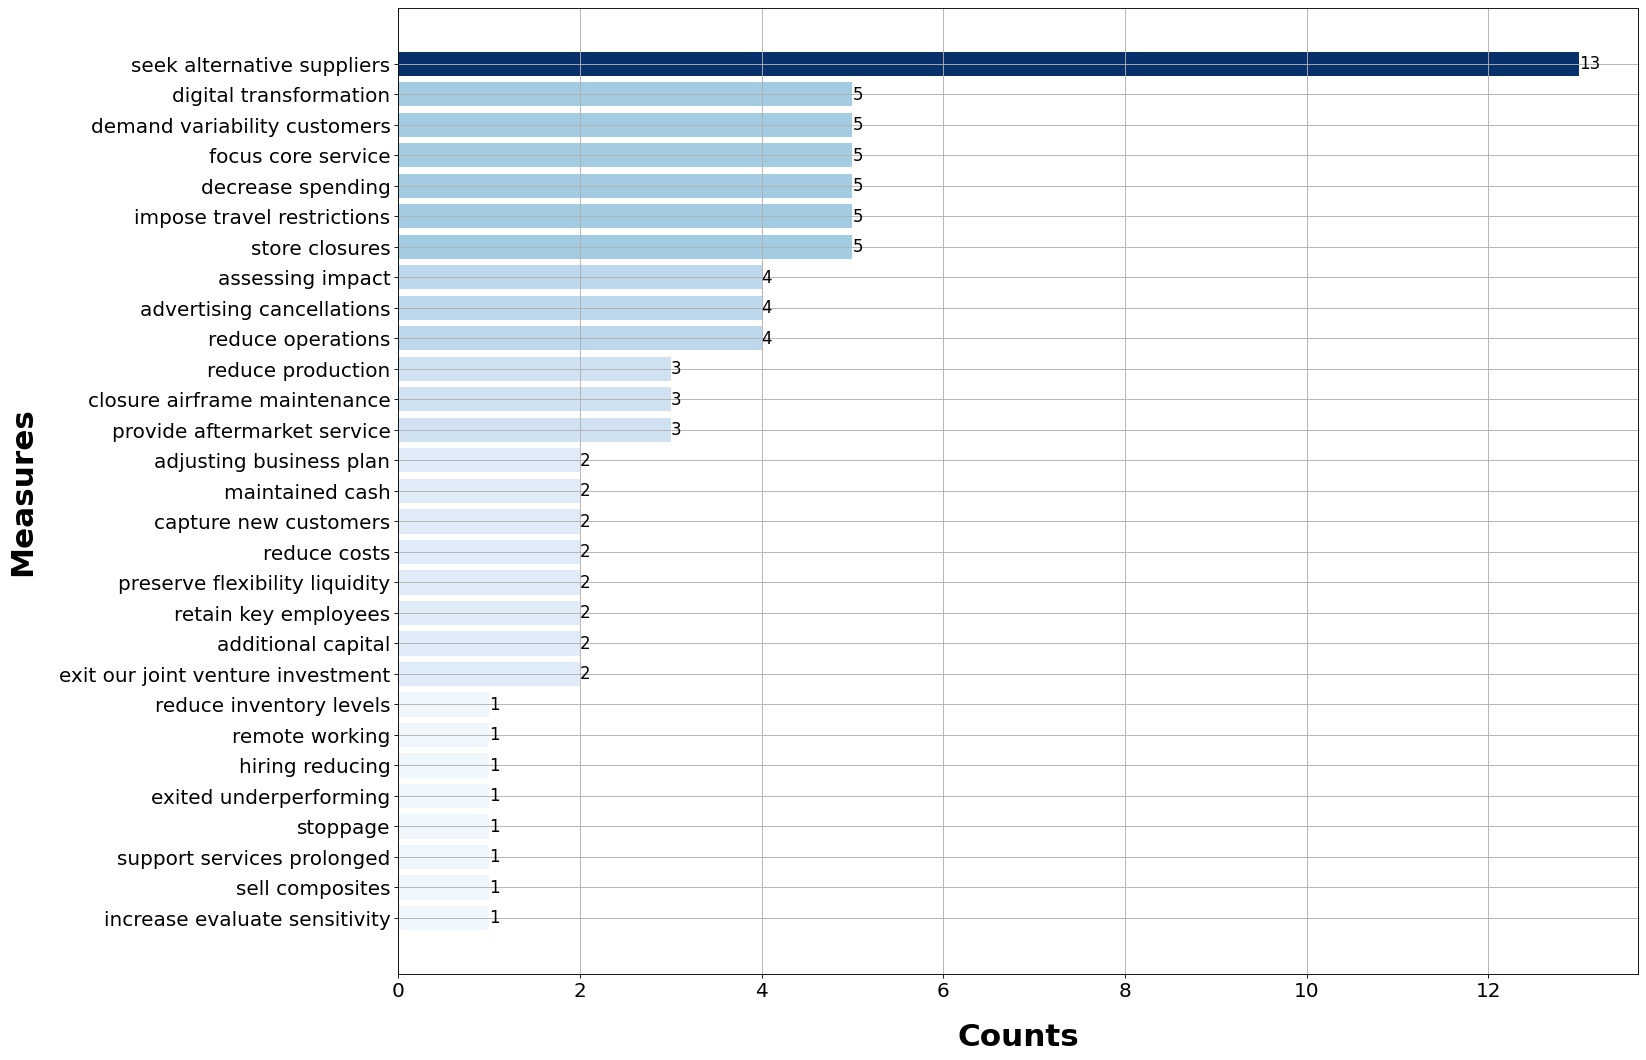 seek alternative suppliers 13
digital transformation 5
demand variability customers 5
focus core service 5
decrease spending 5
impose travel restrictions 5
store closures 5
assessing impact 4
advertising cancellations 4
reduce operations 4
reduce production 3
closure airframe maintenance 3
provide aftermarket service 3
adjusting business plan 2
maintained cash 2
capture new customers 2
reduce costs 2
preserve flexibility liquidity 2
retain key employees 2
additional capital 2
exit our joint venture investment 2
reduce inventory levels 1
remote working 1
hiring reducing 1
exited underperforming 1
stoppage 1
support services prolonged 1
sell composites 1
increase evaluate sensitivity 1
Measures
0 2 4 6 8 10 12
Counts